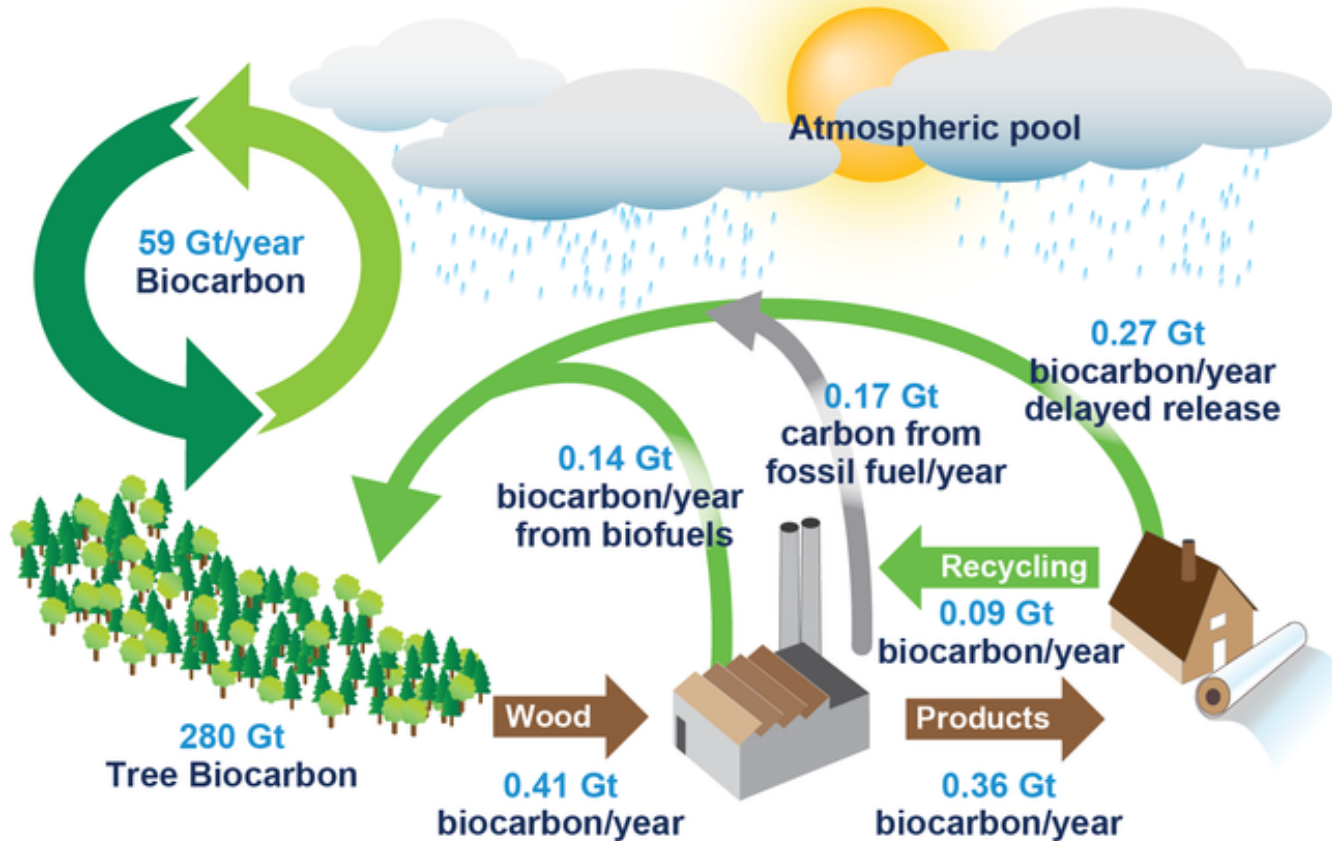 Atmospheric pool
59 Gt/year
Biocarbon
0.27 Gt
biocarbon/year
delayed release
0.17 Gt
carbon from
fossil fuel/year
0.14 Gt
biocarbon/year
from biofuels
Recycling
0.09 Gt
biocarbon/year
280 Gt
Tree Biocarbon
Wood
0.41 Gt
biocarbon/year
Products
0.36 Gt
biocarbon/year